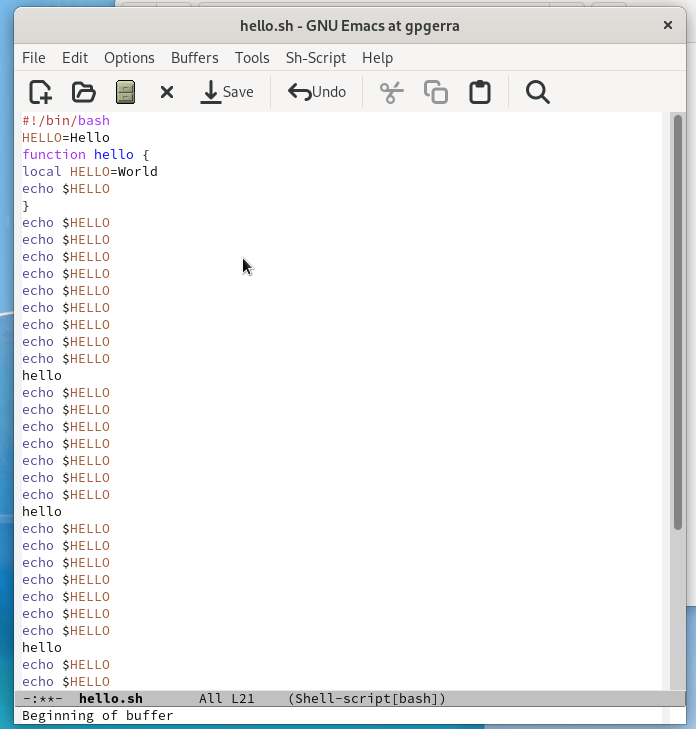 hello.sh - GNU Emacs at gpgerra
File Edit Options Buffers Tools Sh-Script Help
Save Undo
#!/bin/bash
HELLO=Hello
function hello {
local HELLO=World
echo $HELLO
}
echo $HELLO
echo $HELLO
echo $HELLO
echo $HELLO
echo $HELLO
echo $HELLO
echo $HELLO
echo $HELLO
echo $HELLO
hello
echo $HELLO
echo $HELLO
echo $HELLO
echo $HELLO
echo $HELLO
echo $HELLO
echo $HELLO
hello
echo $HELLO
echo $HELLO
echo $HELLO
echo $HELLO
echo $HELLO
echo $HELLO
echo $HELLO
hello
echo $HELLO
echo $HELLO
-:**- hello.sh All L21 (Shell-script[bash])
Beginning of buffer